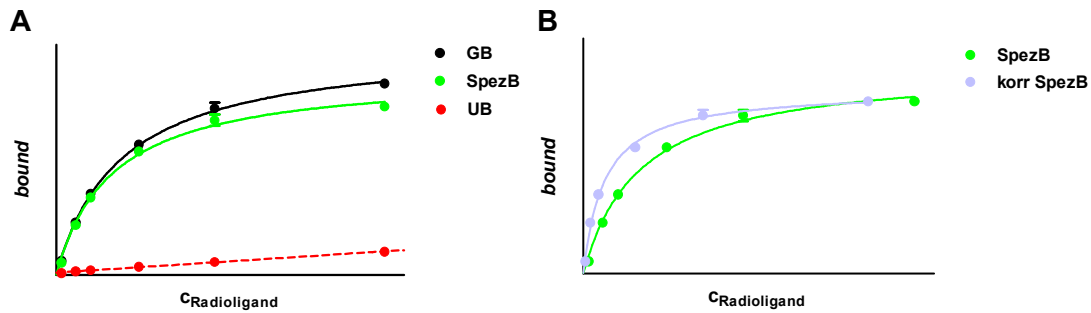 A
bound
GB
SpezB
UB
cRadioligand
B
bound
SpezB
korr SpezB
cRadioligand